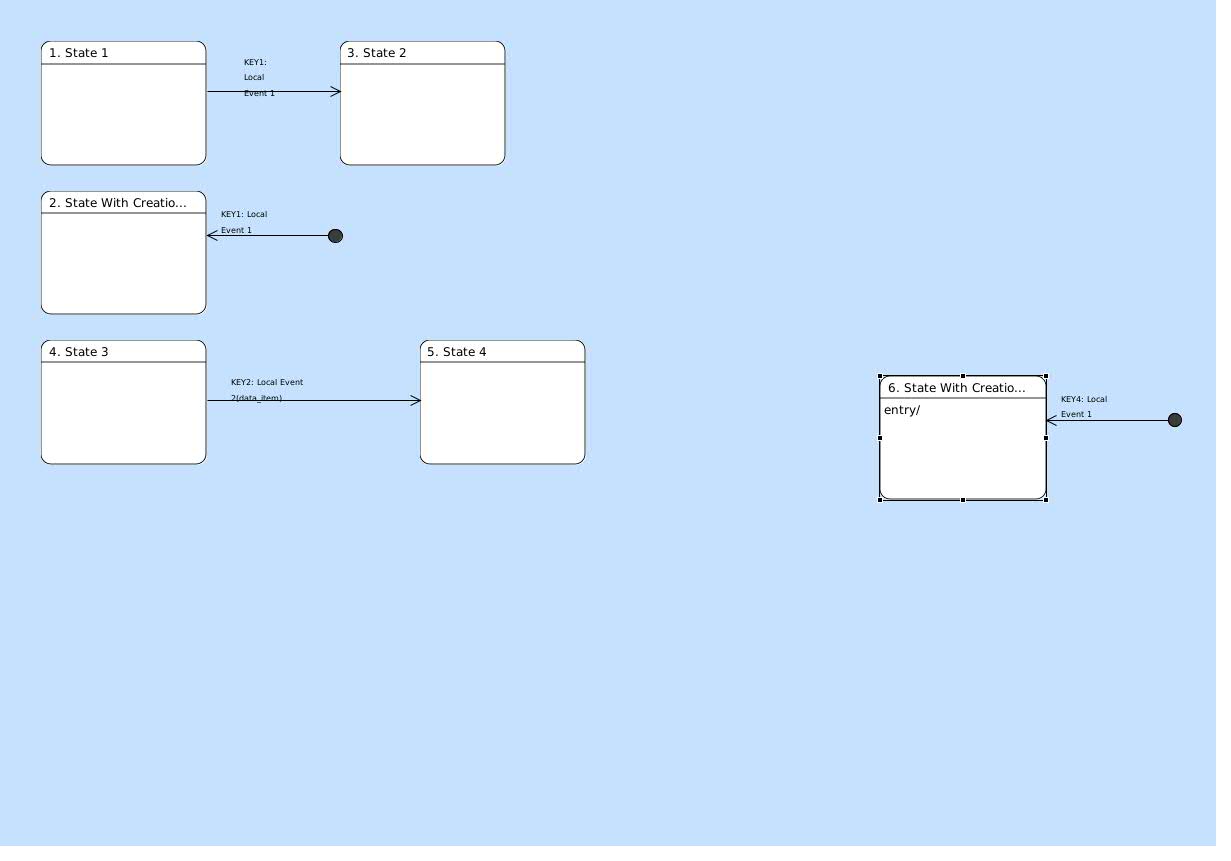 1. State 1
KEY1:
Local
Event 1
3. State 2
2. State With Creatio...
KEY1: Local
Event 1
4. State 3
KEY2: Local Event
2(data_item)
5. State 4
6. State With Creatio...
entry/
KEY4: Local
Event 1